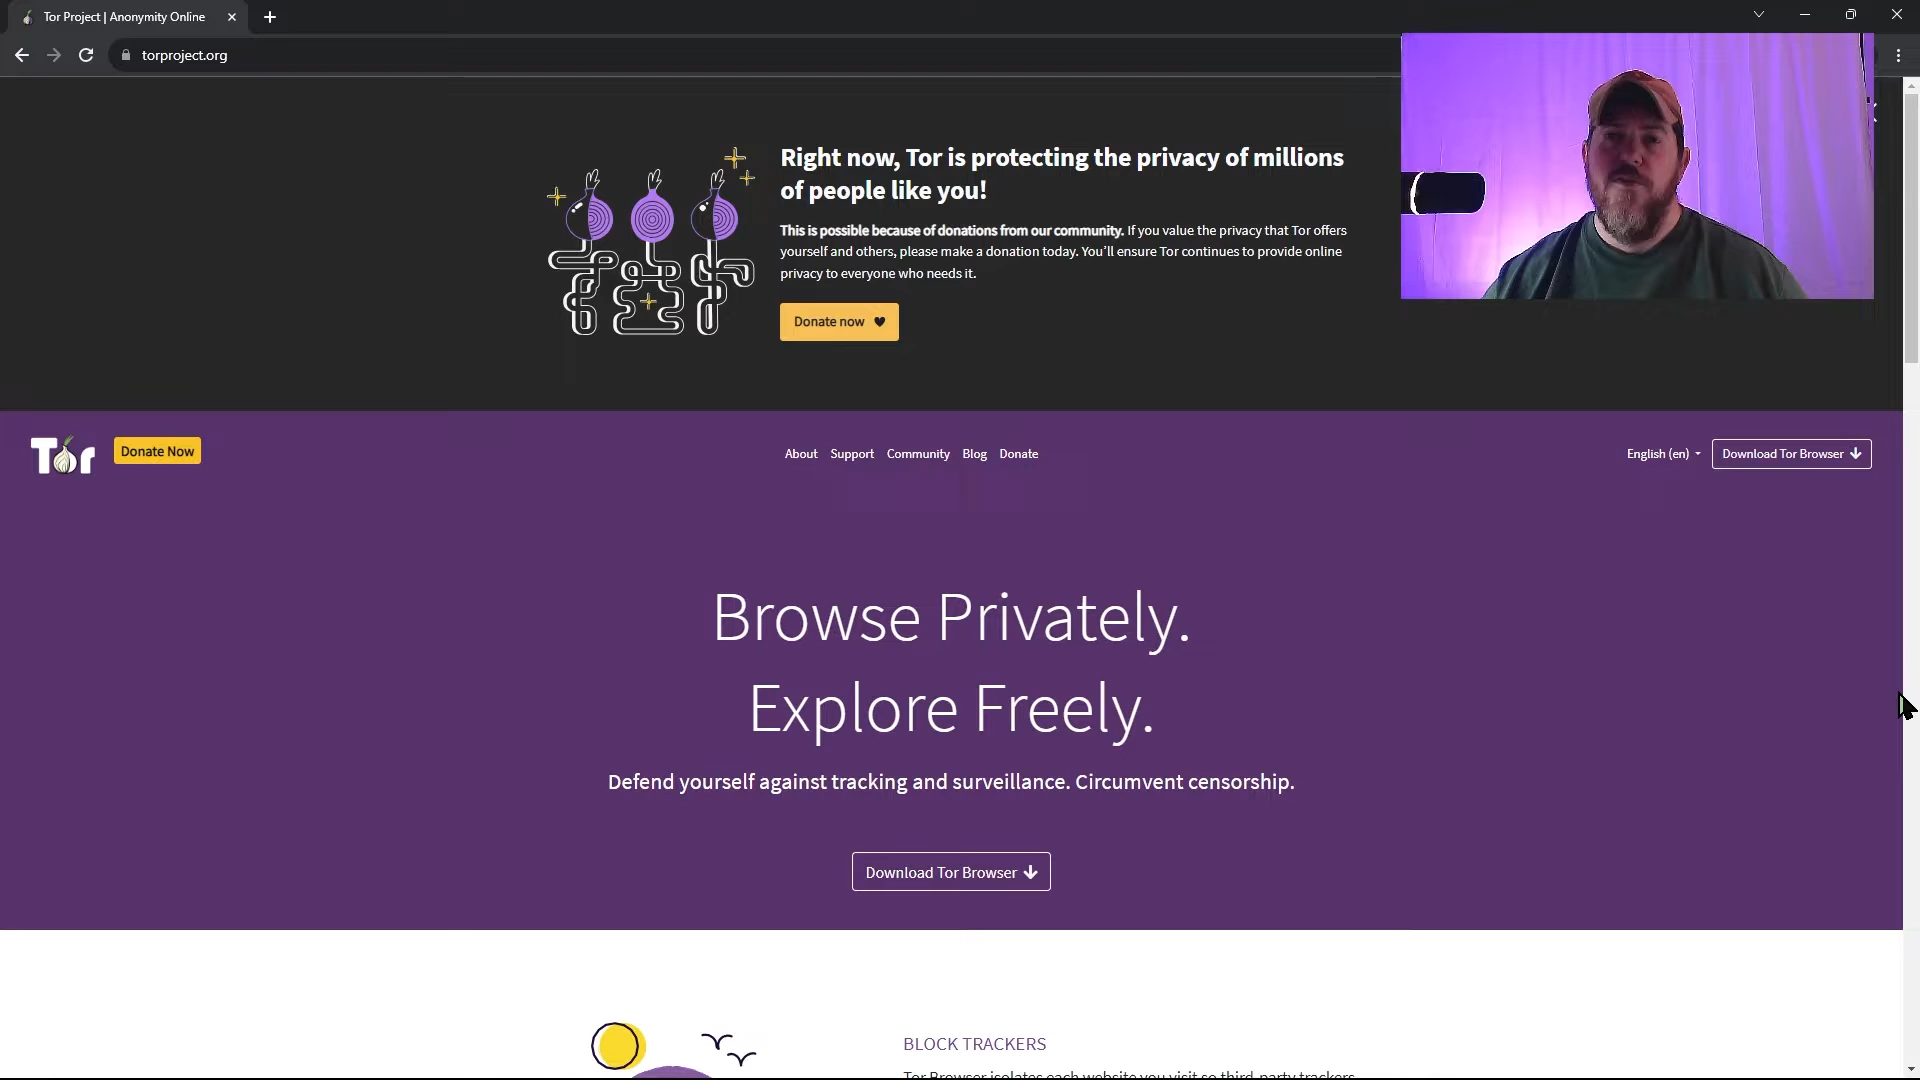 Tor Project | Anonymity Online
torproject.org
Right now, Tor is protecting the privacy of millions
of people like you!
This is possible because of donations from our community. If you value the privacy that Tor offers
yourself and others, please make a donation today. You'll ensure Tor continues to provide online
privacy to everyone who needs it.
Donate now
Tor
Donate Now
About Support Community Blog Donate
English (en)
Download Tor Browser
Browse Privately.
Explore Freely.
Defend yourself against tracking and surveillance. Circumvent censorship.
Download Tor Browser
BLOCK TRACKERS
Tor Browser isolates each website you visit so third-party trackers